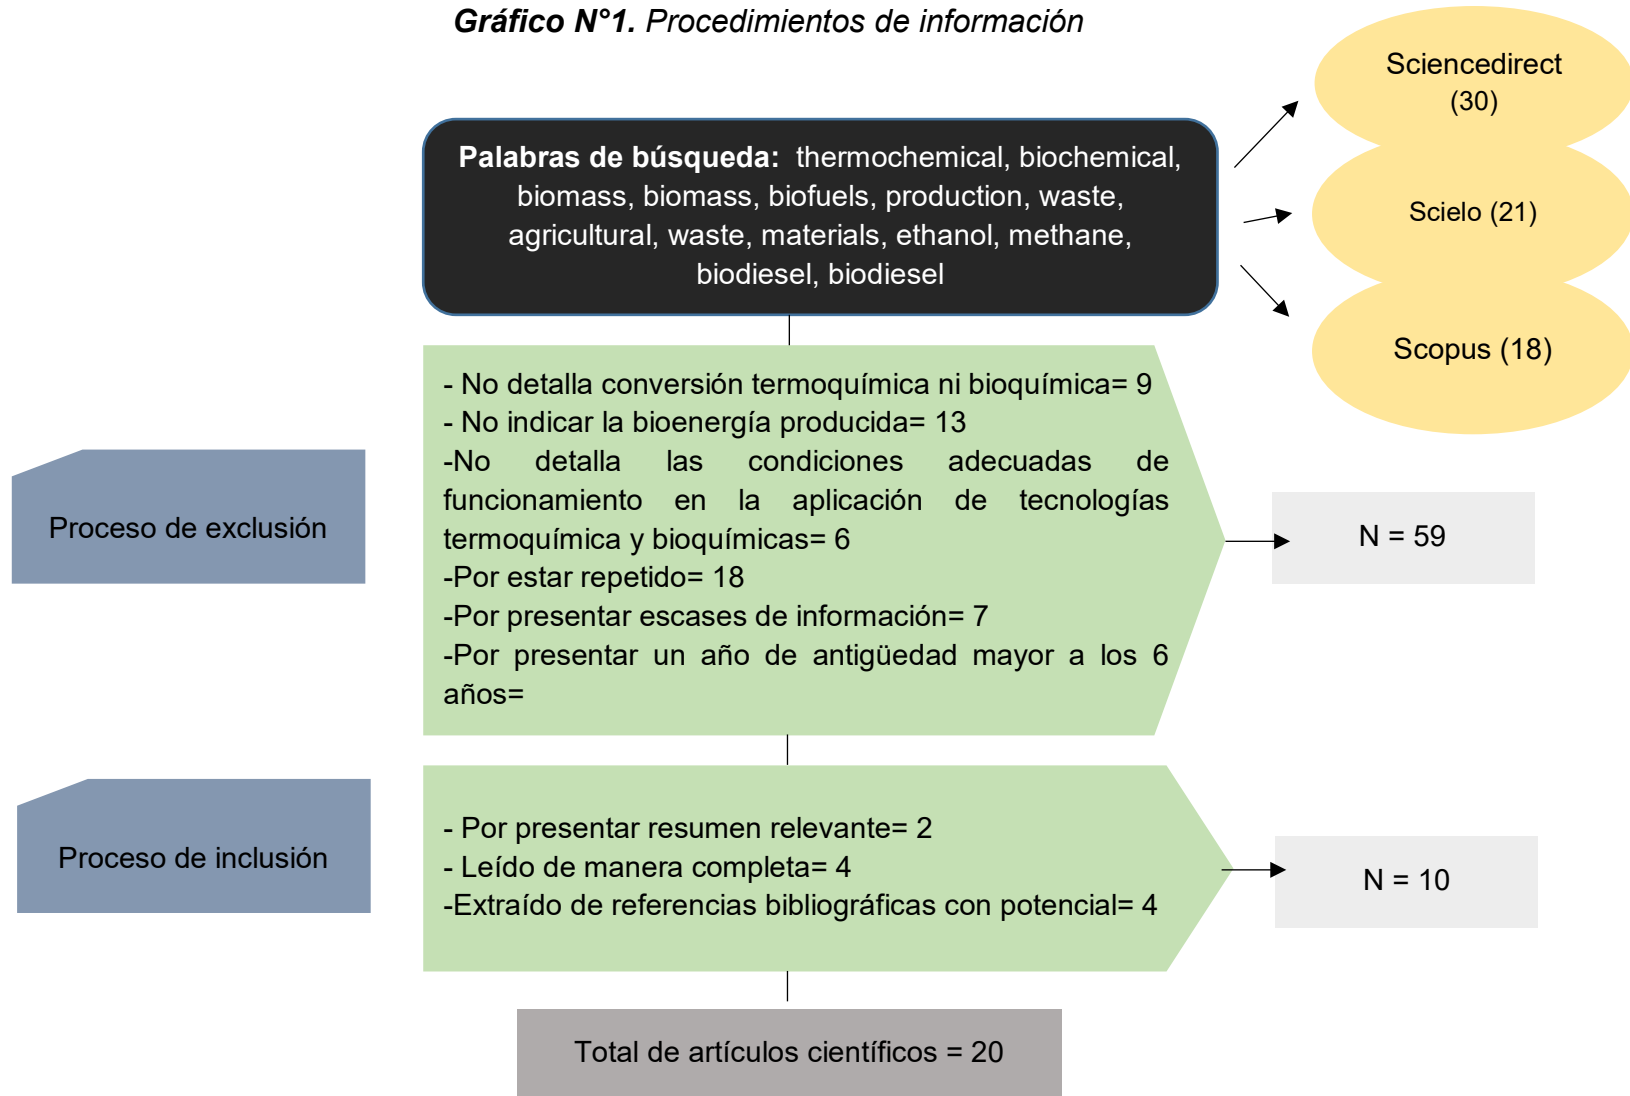 Gráfico N°1. Procedimientos de información
Sciencedirect
(30)
Scielo (21)
Scopus (18)
Palabras de búsqueda: thermochemical, biochemical,
biomass, biomass, biofuels, production, waste,
agricultural, waste, materials, ethanol, methane,
biodiesel, biodiesel
Proceso de exclusión
- No detalla conversión termoquímica ni bioquímica= 9
- No indicar la bioenergía producida= 13
-No detalla las condiciones adecuadas de
funcionamiento en la aplicación de tecnologías
termoquímica y bioquímicas= 6
-Por estar repetido= 18
-Por presentar escases de información= 7
-Por presentar un año de antigüedad mayor a los 6
años=
N = 59
Proceso de inclusión
- Por presentar resumen relevante= 2
- Leído de manera completa= 4
-Extraído de referencias bibliográficas con potencial= 4
N = 10
Total de artículos científicos = 20